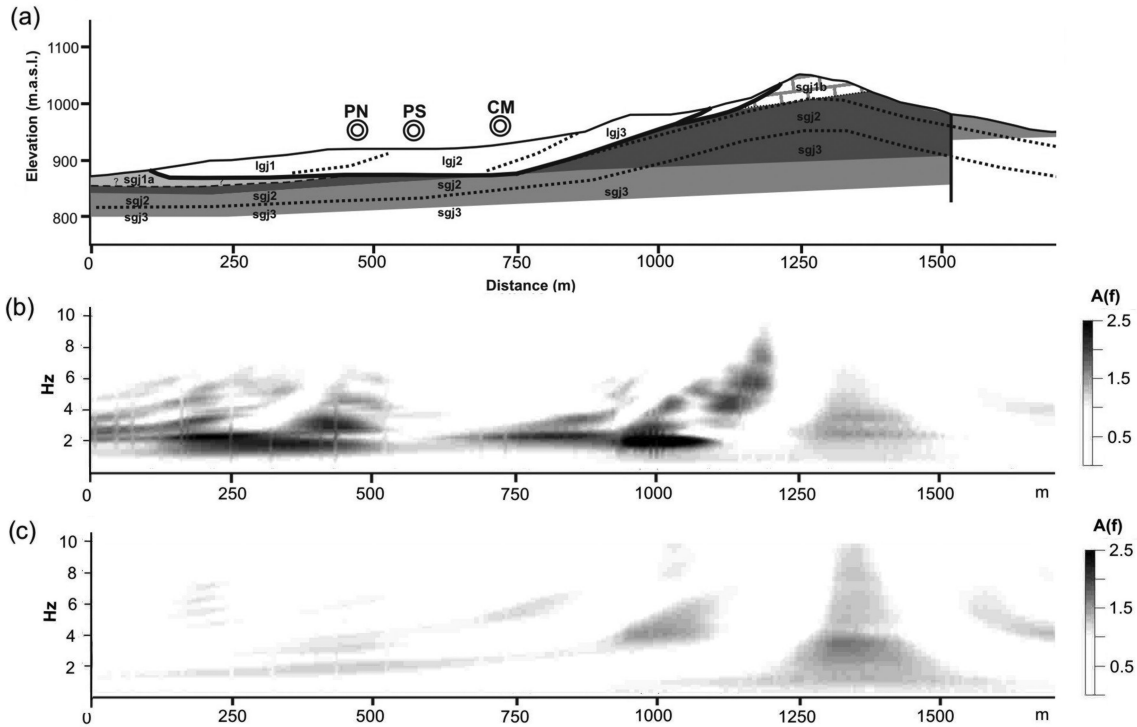 (a)
Elevation (m.a.s.l.)
1100
1000
900
800
PN PS CM
sgj1b
lgj3
sgj2
lgj1 lgj2
sgj3
? sgj1a ?
sgj2
sgj2 sgj2
sgj3
sgj3 sgj3 sgj3
0 250 500 750 1000 1250 1500
Distance (m)
(b)
Hz
10
8
6
4
2
0 250 500 750 1000 1250 1500 m
A(f)
2.5
1.5
0.5
(c)
Hz
10
8
6
4
2
0 250 500 750 1000 1250 1500 m
A(f)
2.5
1.5
0.5